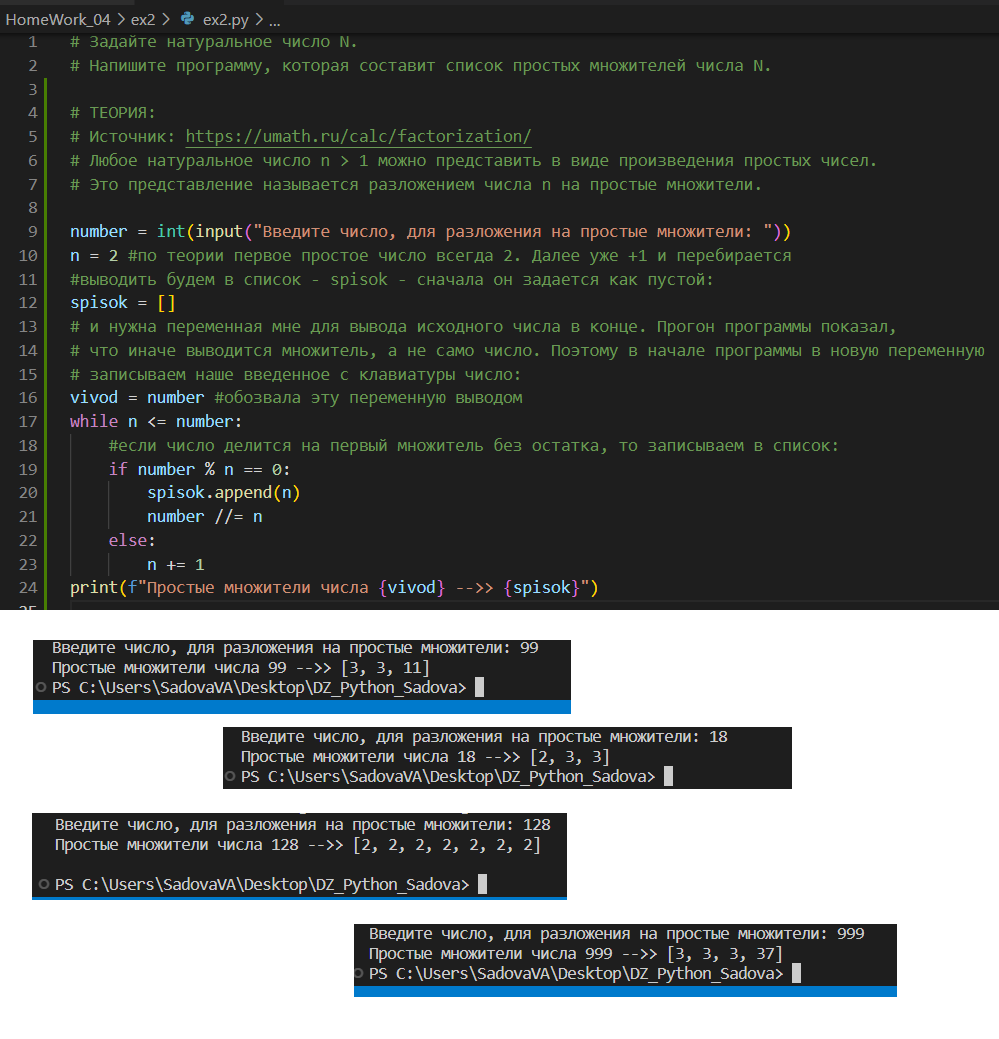 HomeWork_04 > ex2 > ex2.py > ...
1 # Задайте натуральное число N.
2 # Напишите программу, которая составит список простых множителей числа N.
3
4 # ТЕОРИЯ:
5 # Источник: https://umath.ru/calc/factorization/
6 # Любое натуральное число n > 1 можно представить в виде произведения простых чисел.
7 # Это представление называется разложением числа n на простые множители.
8
9 number = int(input("Введите число, для разложения на простые множители: "))
10 n = 2 #по теории первое простое число всегда 2. Далее уже +1 и перебирается
11 #выводить будем в список - spisok - сначала он задается как пустой:
12 spisok = []
13 # и нужна переменная мне для вывода исходного числа в конце. Прогон программы показал,
14 # что иначе выводится множитель, а не само число. Поэтому в начале программы в новую переменную
15 # записываем наше введенное с клавиатуры число:
16 vivod = number #обозвала эту переменную выводом
17 while n <= number:
18 #если число делится на первый множитель без остатка, то записываем в список:
19 if number % n == 0:
20 spisok.append(n)
21 number //= n
22 else:
23 n += 1
24 print(f"Простые множители числа {vivod} -->> {spisok}")
25
Введите число, для разложения на простые множители: 99
Простые множители числа 99 -->> [3, 3, 11]
PS C:\Users\SadovaVA\Desktop\DZ_Python_Sadova>
Введите число, для разложения на простые множители: 18
Простые множители числа 18 -->> [2, 3, 3]
PS C:\Users\SadovaVA\Desktop\DZ_Python_Sadova>
Введите число, для разложения на простые множители: 128
Простые множители числа 128 -->> [2, 2, 2, 2, 2, 2, 2]
PS C:\Users\SadovaVA\Desktop\DZ_Python_Sadova>
Введите число, для разложения на простые множители: 999
Простые множители числа 999 -->> [3, 3, 3, 37]
PS C:\Users\SadovaVA\Desktop\DZ_Python_Sadova>